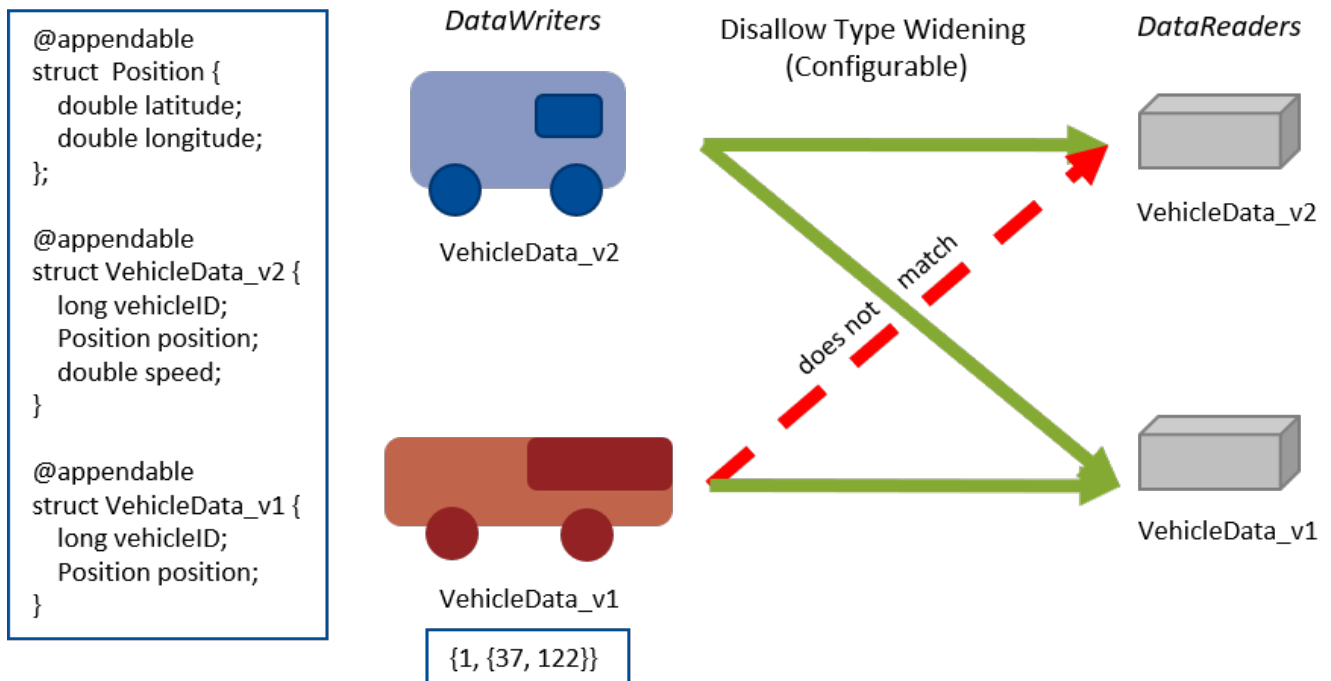 @appendable
struct  Position {
double latitude;
double longitude;
};
@appendable
struct VehicleData_v2 {
long vehicleID;
Position position;
double speed;
}
@appendable
struct VehicleData_v1 {
long vehicleID;
Position position;
}
DataWriters
VehicleData_v2
VehicleData_v1
{1, {37, 122}}
Disallow Type Widening
(Configurable)
does not match
DataReaders
VehicleData_v2
VehicleData_v1